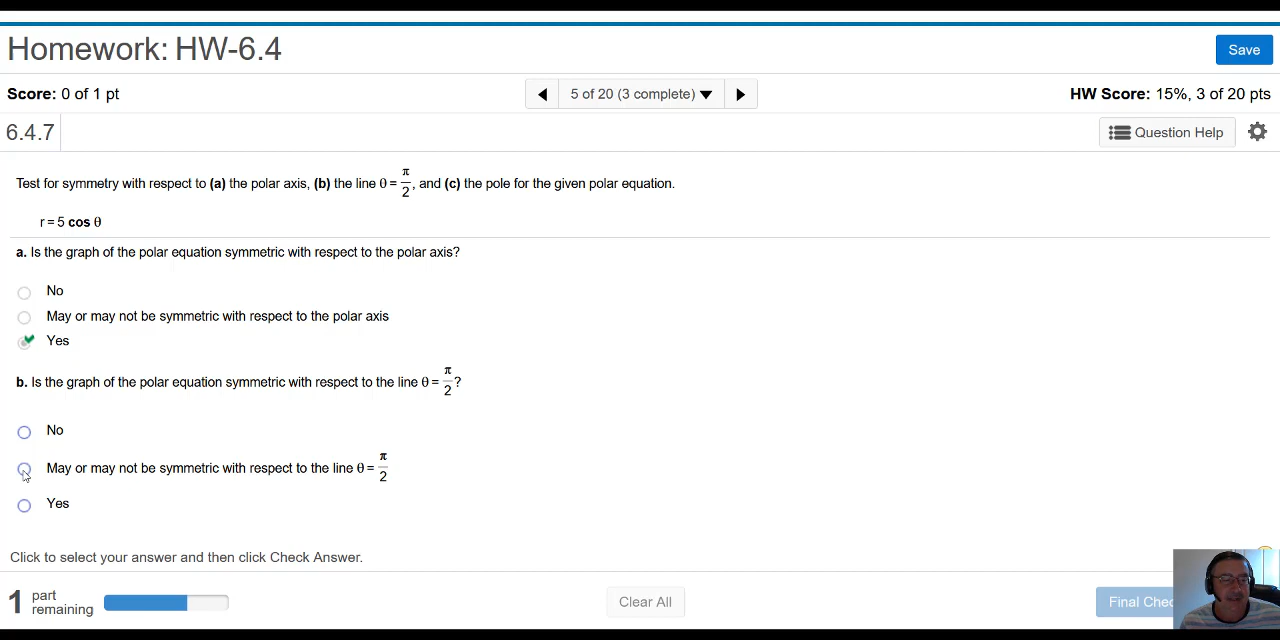 Homework: HW-6.4
Save
Score: 0 of 1 pt
5 of 20 (3 complete)
HW Score: 15%, 3 of 20 pts
6.4.7
Question Help
Test for symmetry with respect to (a) the polar axis, (b) the line θ = π/2, and (c) the pole for the given polar equation.
r = 5 cos θ
a. Is the graph of the polar equation symmetric with respect to the polar axis?
No
May or may not be symmetric with respect to the polar axis
Yes
b. Is the graph of the polar equation symmetric with respect to the line θ = π/2?
No
May or may not be symmetric with respect to the line θ = π/2
Yes
Click to select your answer and then click Check Answer.
1 part remaining
Clear All
Final Chec